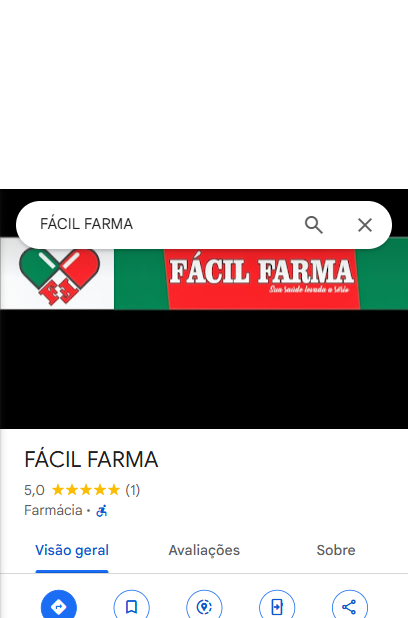 FÁCIL FARMA
FÁCIL FARMA
Sua saúde levada a sério
FÁCIL FARMA
5,0 (1)
Farmácia •
Visão geral
Avaliações
Sobre